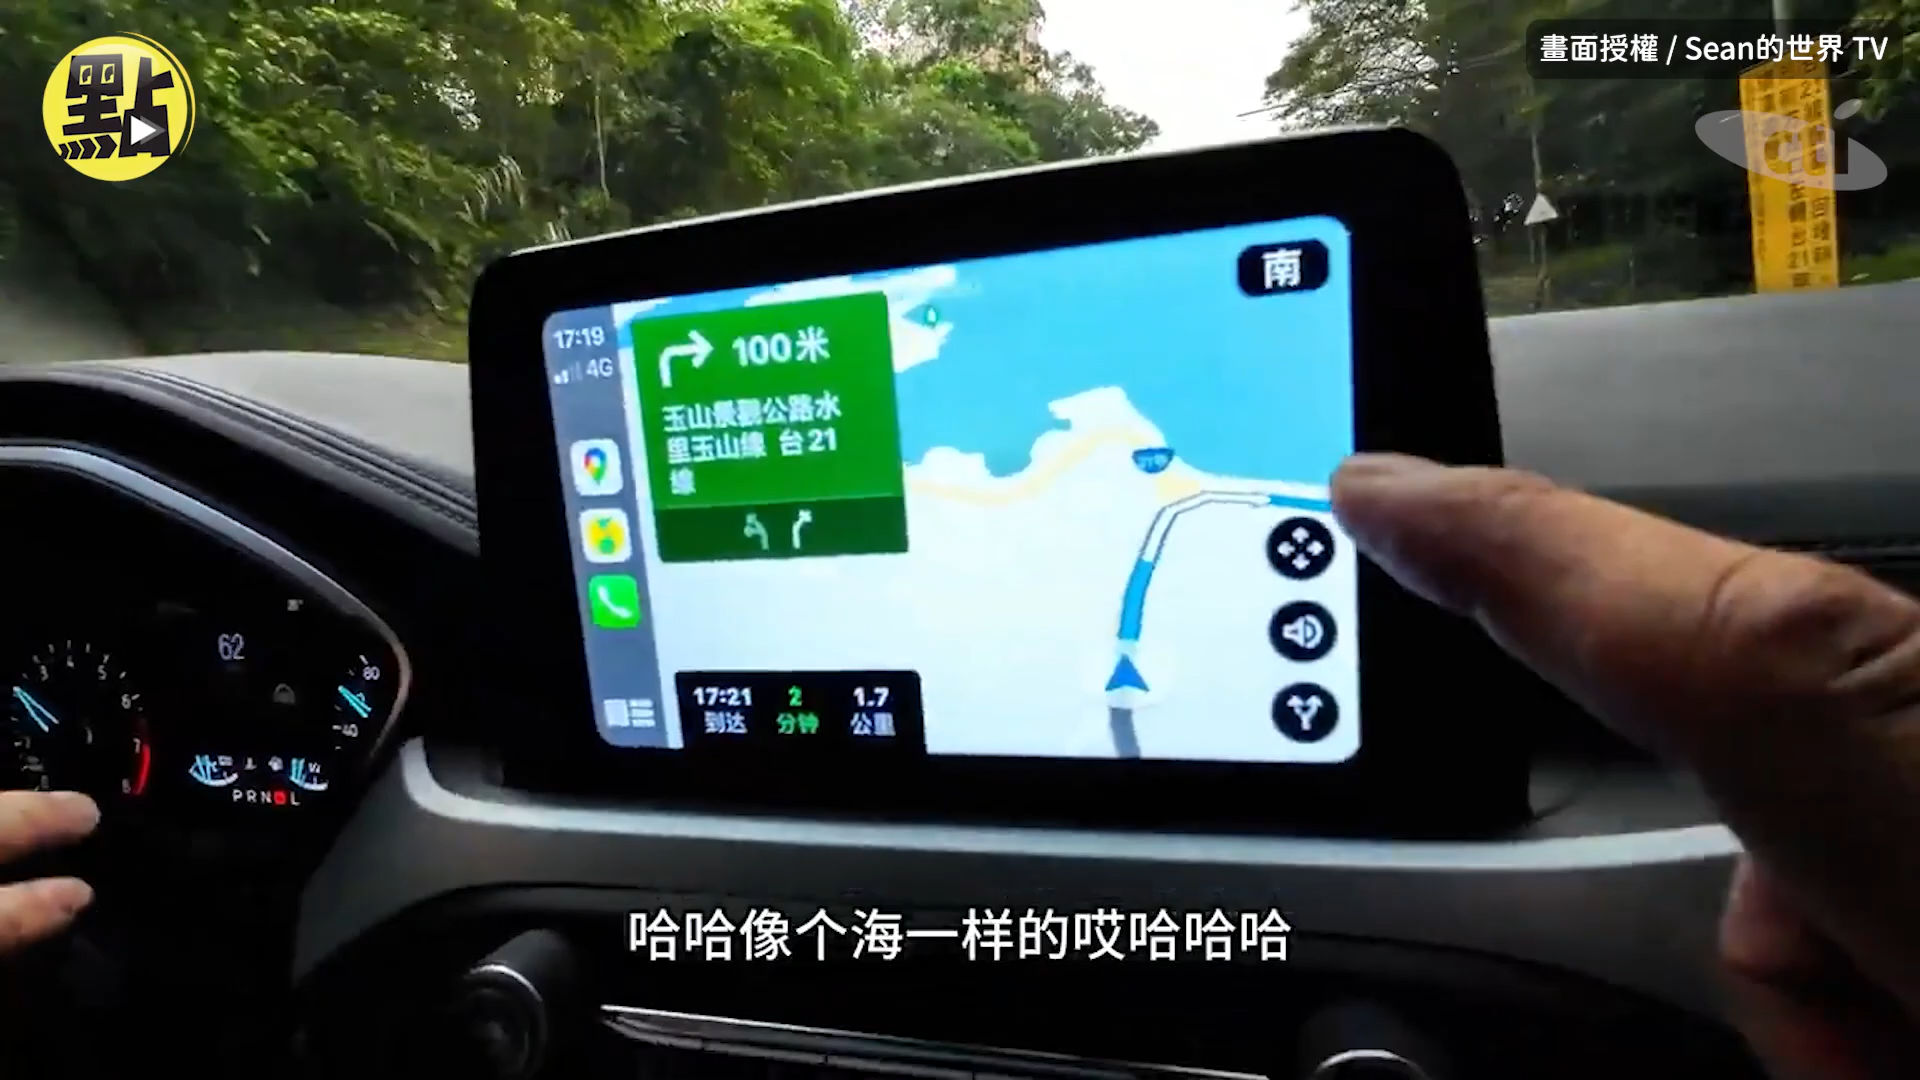 點
畫面授權 / Sean的世界 TV
南
17:19
4G
100米
玉山景觀公路水
里玉山線 台21
線
17:21
2
1.7
到达
分钟
公里
62
80
40
PRNDL
哈哈像个海一样的哎哈哈哈